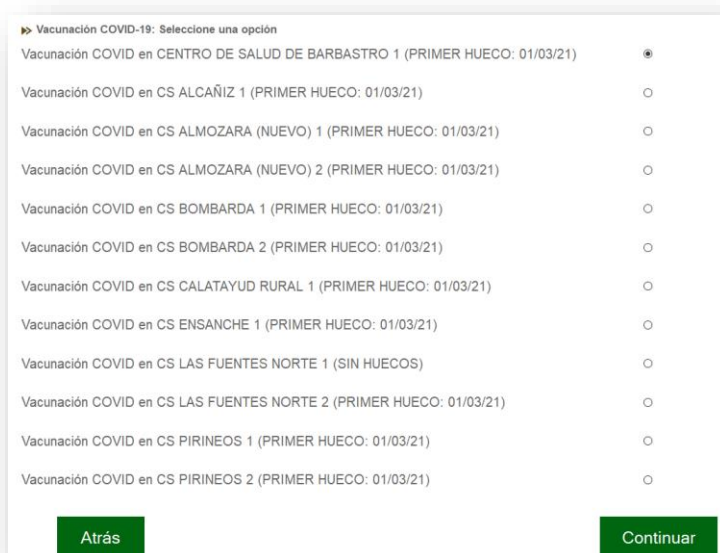 Vacunación COVID-19: Seleccione una opción
Vacunación COVID en CENTRO DE SALUD DE BARBASTRO 1 (PRIMER HUECO: 01/03/21)
Vacunación COVID en CS ALCAÑIZ 1 (PRIMER HUECO: 01/03/21)
Vacunación COVID en CS ALMOZARA (NUEVO) 1 (PRIMER HUECO: 01/03/21)
Vacunación COVID en CS ALMOZARA (NUEVO) 2 (PRIMER HUECO: 01/03/21)
Vacunación COVID en CS BOMBARDA 1 (PRIMER HUECO: 01/03/21)
Vacunación COVID en CS BOMBARDA 2 (PRIMER HUECO: 01/03/21)
Vacunación COVID en CS CALATAYUD RURAL 1 (PRIMER HUECO: 01/03/21)
Vacunación COVID en CS ENSANCHE 1 (PRIMER HUECO: 01/03/21)
Vacunación COVID en CS LAS FUENTES NORTE 1 (SIN HUECOS)
Vacunación COVID en CS LAS FUENTES NORTE 2 (PRIMER HUECO: 01/03/21)
Vacunación COVID en CS PIRINEOS 1 (PRIMER HUECO: 01/03/21)
Vacunación COVID en CS PIRINEOS 2 (PRIMER HUECO: 01/03/21)
Atrás
Continuar